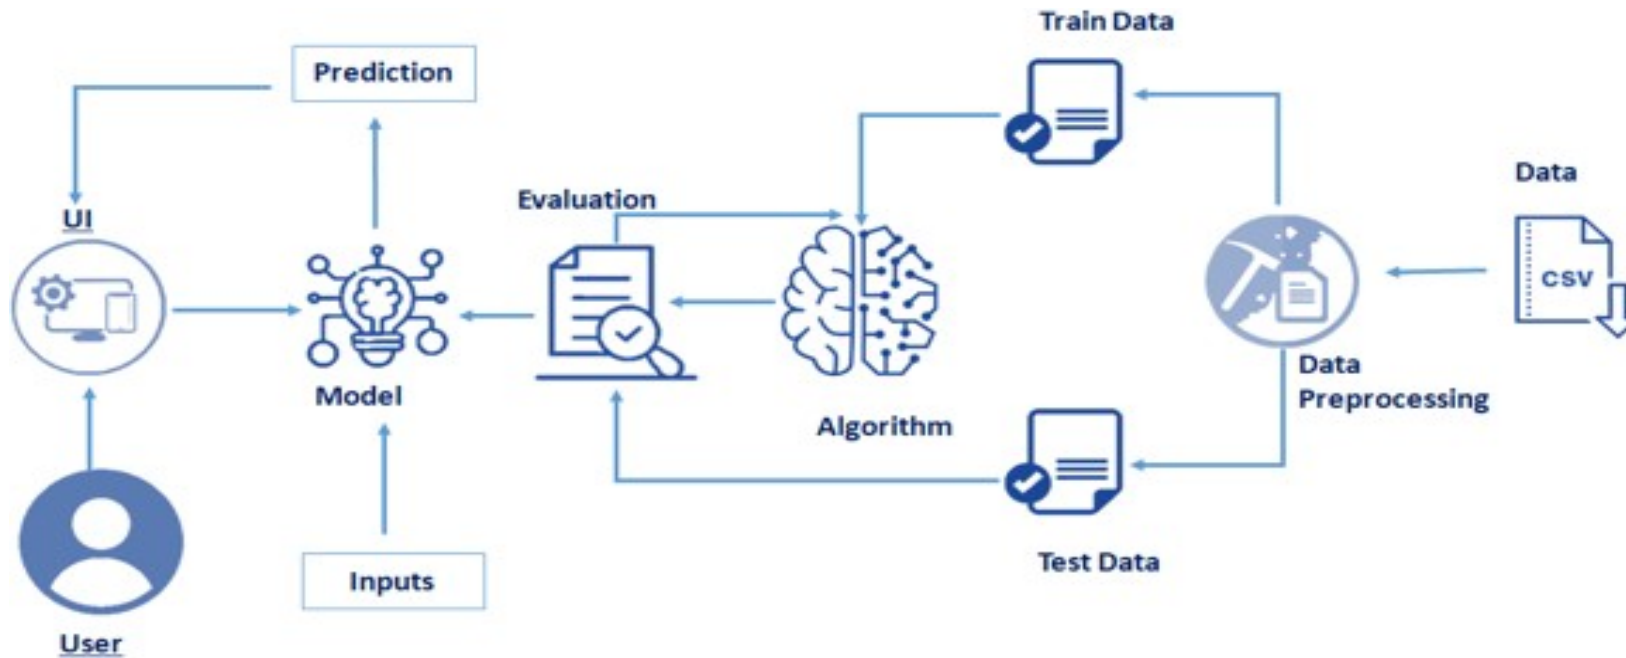 Train Data
Prediction
Data
Evaluation
UI
CSV
Data
Preprocessing
Model
Algorithm
Test Data
Inputs
User